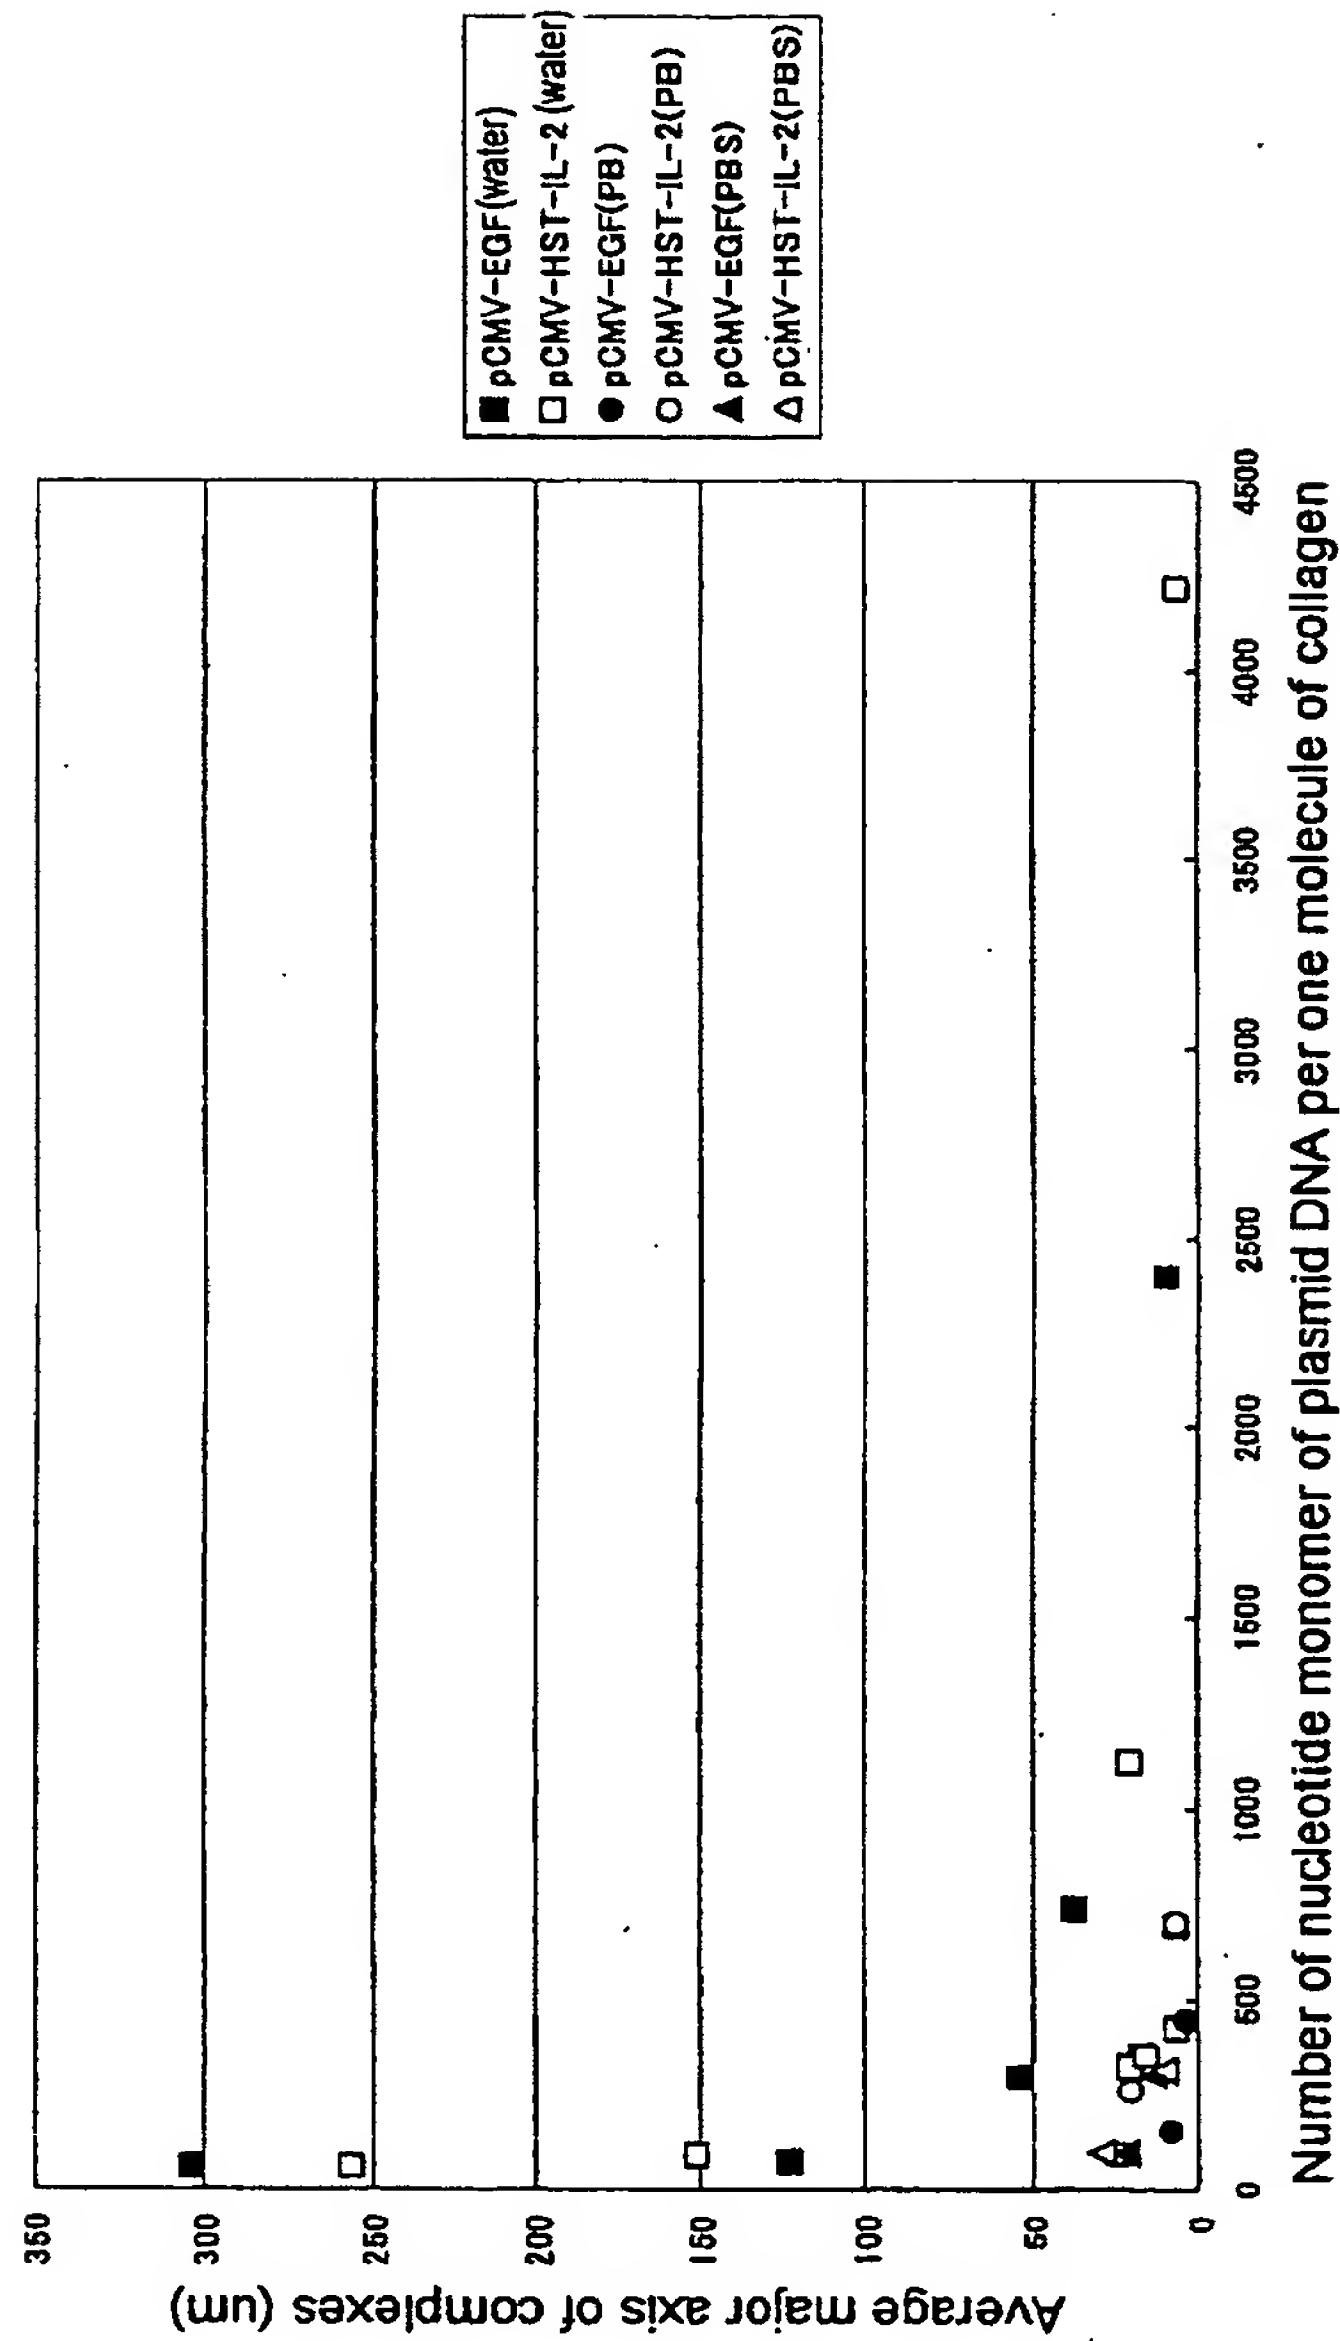 Average major axis of complexes (um)
350
300
250
200
150
100
50
0
0
500
1000
1500
2000
2500
3000
3500
4000
4500
Number of nucleotide monomer of plasmid DNA per one molecule of collagen
pCMV-EGF(water)
pCMV-HST-IL-2 (water)
pCMV-EGF(PB)
pCMV-HST-IL-2(PB)
pCMV-EGF(PBS)
pCMV-HST-IL-2(PBS)